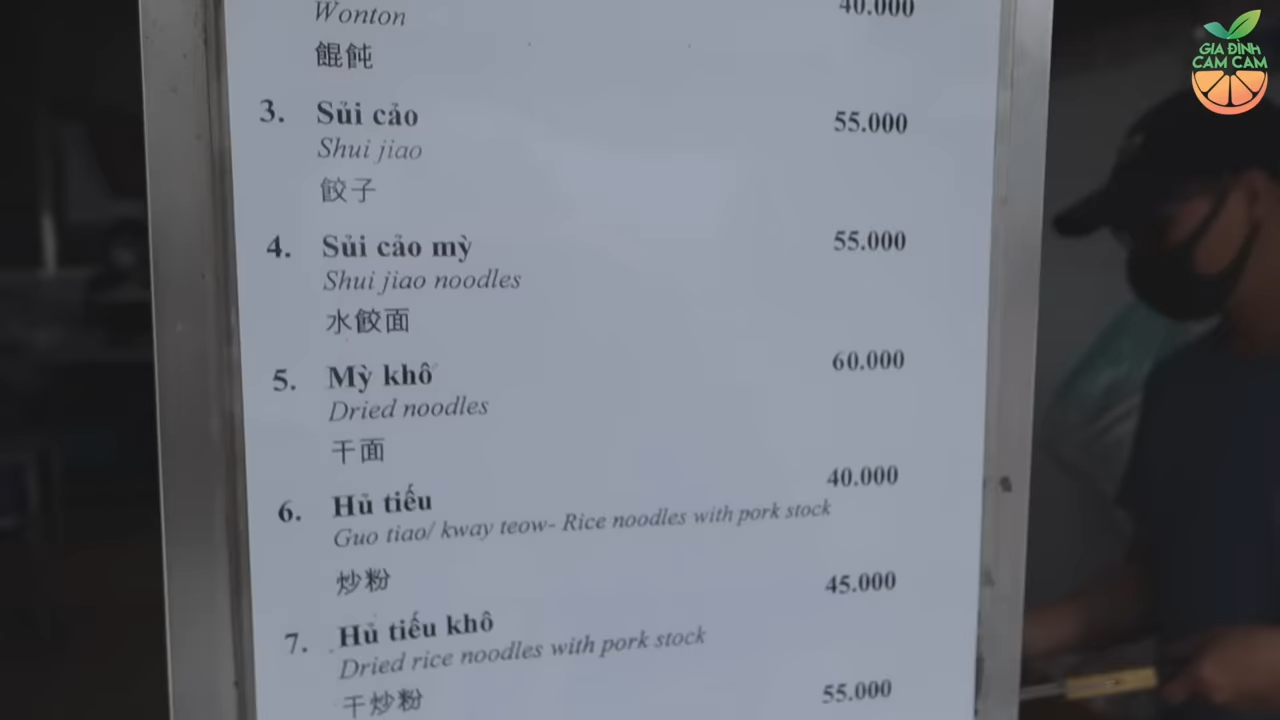 Wonton 40.000
餛飩
3. Sủi cảo 55.000
Shui jiao
餃子
4. Sủi cảo mỳ 55.000
Shui jiao noodles
水餃面
5. Mỳ khô 60.000
Dried noodles
干面
40.000
6. Hủ tiếu
Guo tiao/ kway teow- Rice noodles with pork stock
炒粉
45.000
7. Hủ tiếu khô
Dried rice noodles with pork stock
干炒粉
55.000
GIA ĐÌNH
CAM CAM